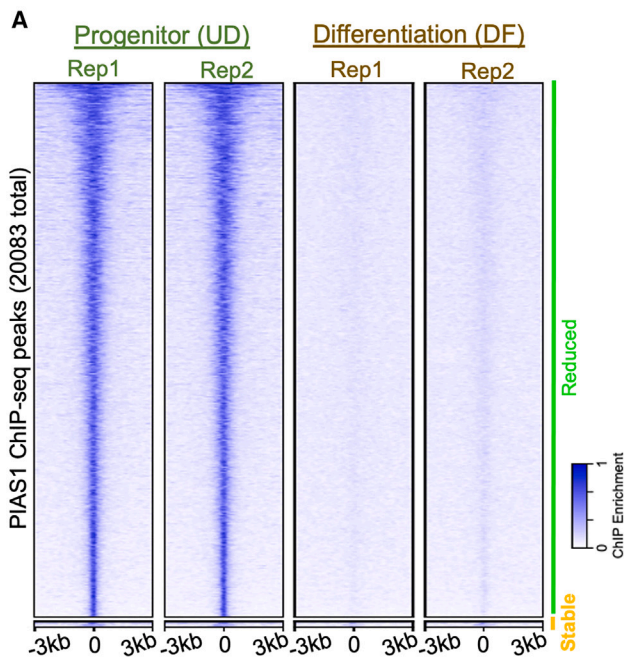 A
Progenitor (UD)
Differentiation (DF)
Rep1
Rep2
Rep1
Rep2
PIAS1 ChIP-seq peaks (20083 total)
Reduced
1
0
ChIP Enrichment
Stable
-3kb 0 3kb
-3kb 0 3kb
-3kb 0 3kb
-3kb 0 3kb